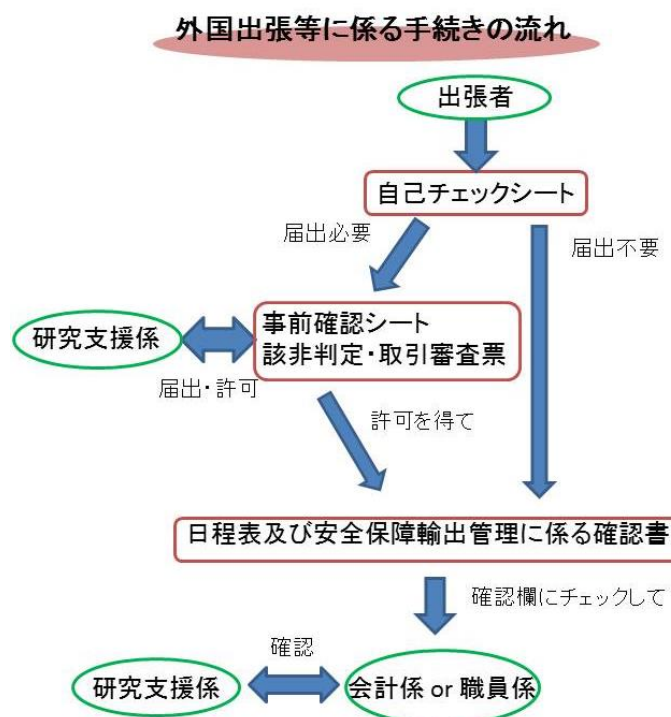 外国出張等に係る手続きの流れ
出張者
自己チェックシート
届出必要
届出不要
事前確認シート
該非判定・取引審査票
研究支援係
届出・許可
許可を得て
日程表及び安全保障輸出管理に係る確認書
確認欄にチェックして
確認
研究支援係
会計係 or 職員係